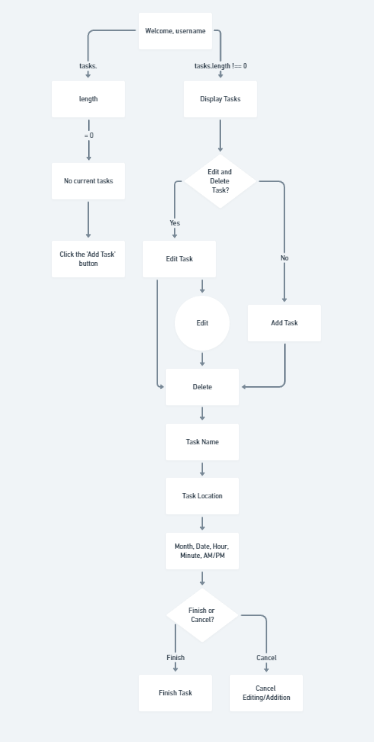 Welcome, username
tasks.
tasks.length !== 0
length
Display Tasks
= 0
Edit and
Delete
Task?
No current tasks
Yes
Click the 'Add Task'
button
Edit Task
No
Edit
Add Task
Delete
Task Name
Task Location
Month, Date, Hour,
Minute, AM/PM
Finish or
Cancel?
Finish
Cancel
Finish Task
Cancel
Editing/Addition